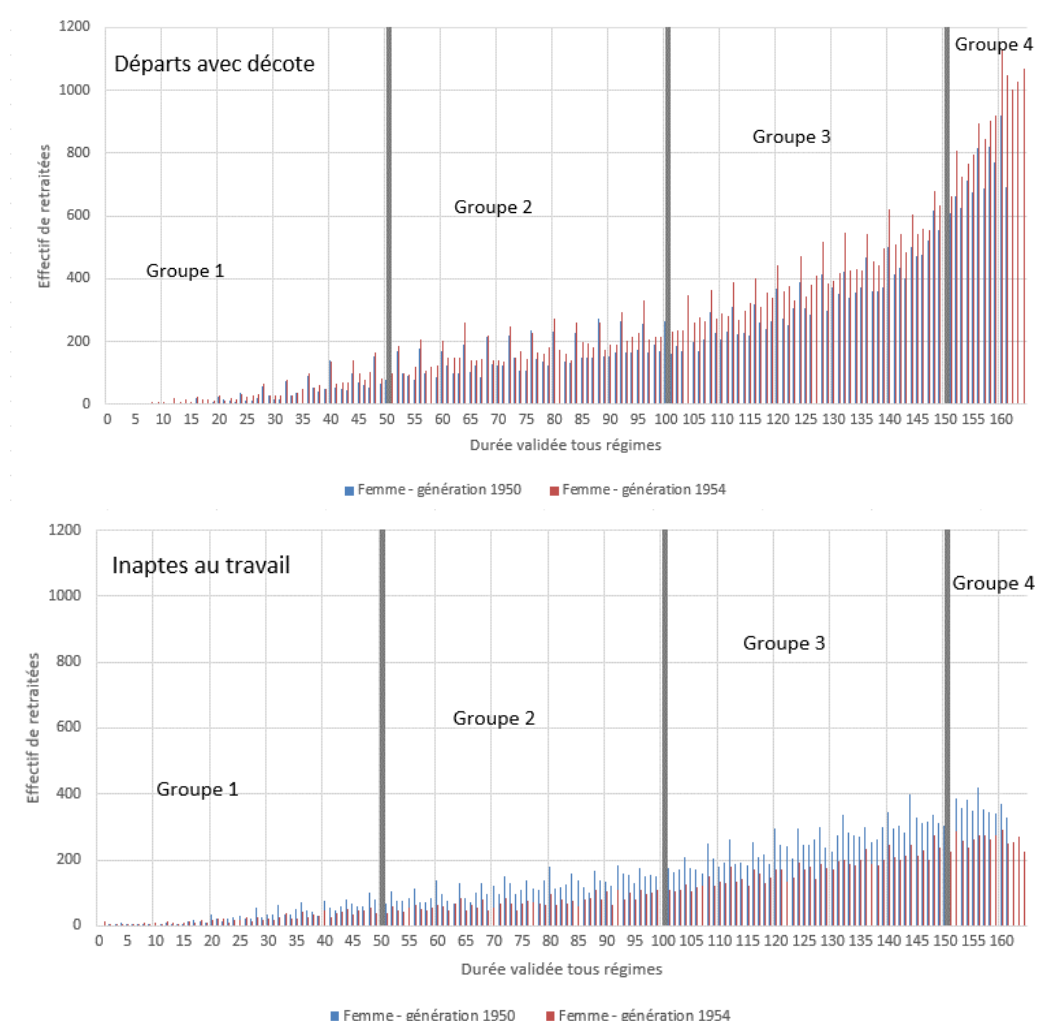 1200
Départs avec décote
Groupe 4
1000
Groupe 3
800
Effectif de retraitées
Groupe 2
600
Groupe 1
400
200
0
0 5 10 15 20 25 30 35 40 45 50 55 60 65 70 75 80 85 90 95 100 105 110 115 120 125 130 135 140 145 150 155 160
Durée validée tous régimes
Femme - génération 1950 Femme - génération 1954
1200
Inaptes au travail
Groupe 4
1000
Groupe 3
800
Effectif de retraitées
Groupe 2
600
Groupe 1
400
200
0
0 5 10 15 20 25 30 35 40 45 50 55 60 65 70 75 80 85 90 95 100 105 110 115 120 125 130 135 140 145 150 155 160
Durée validée tous régimes
Femme - génération 1950 Femme - génération 1954